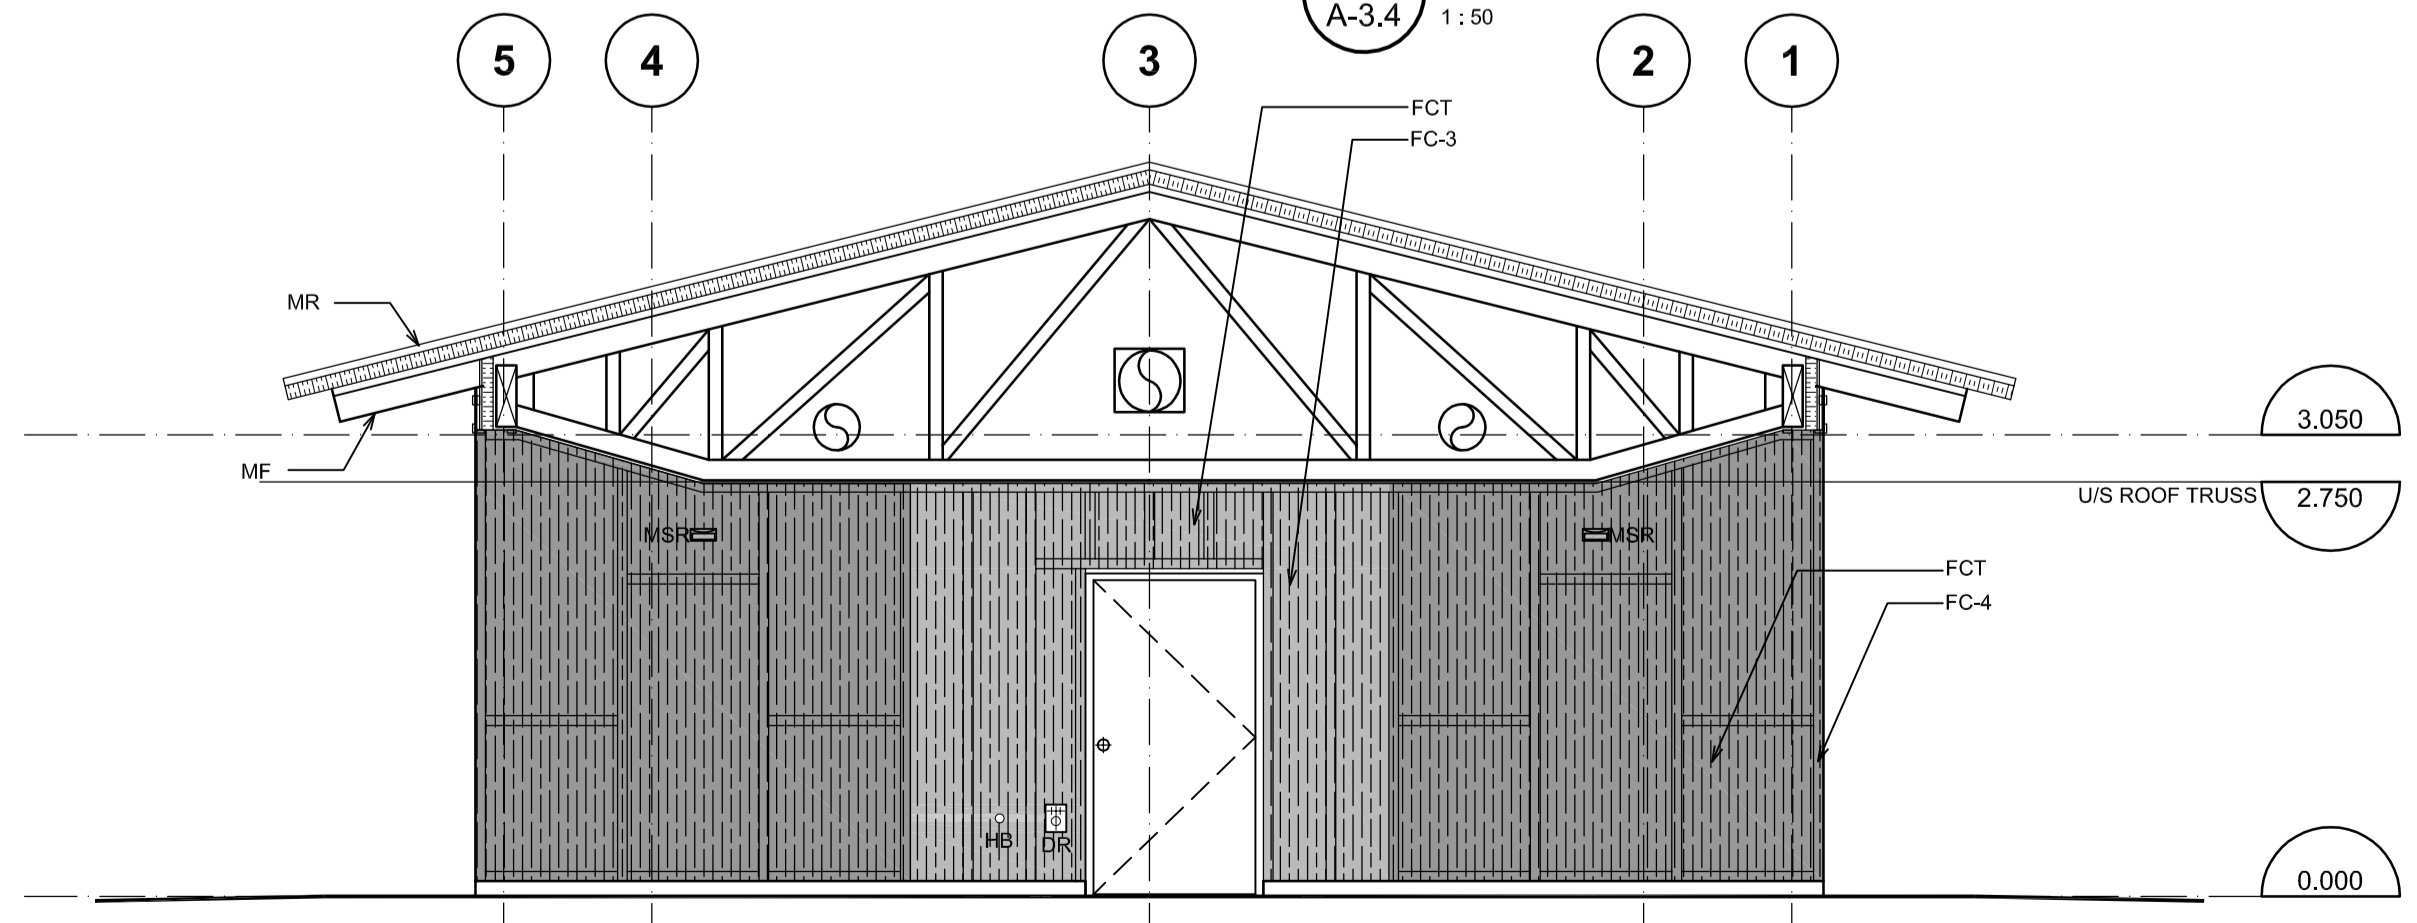 A-3.4
1 : 50
5
4
3
2
1
FCT
FC-3
MR
3.050
MF
U/S ROOF TRUSS
2.750
MSR
MSR
FCT
FC-4
HB
DR
0.000